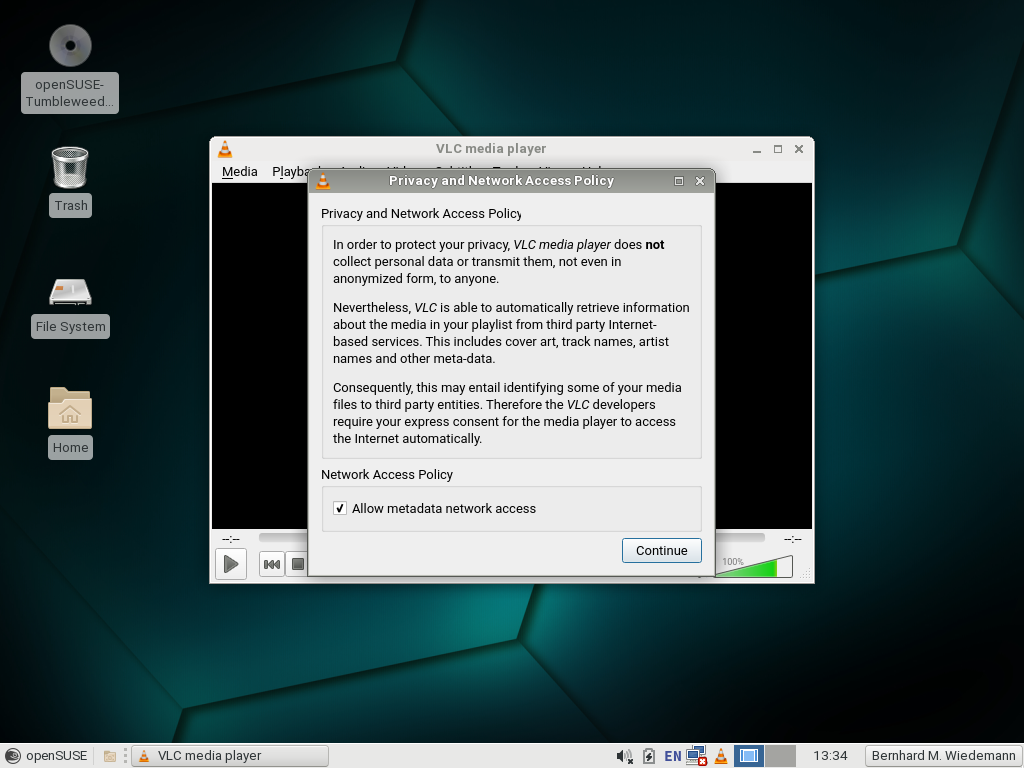 openSUSE-
Tumbleweed...
Trash
File System
Home
VLC media player
Media
Privacy and Network Access Policy
Privacy and Network Access Policy
In order to protect your privacy, VLC media player does not
collect personal data or transmit them, not even in
anonymized form, to anyone.
Nevertheless, VLC is able to automatically retrieve information
about the media in your playlist from third party Internet-
based services. This includes cover art, track names, artist
names and other meta-data.
Consequently, this may entail identifying some of your media
files to third party entities. Therefore the VLC developers
require your express consent for the media player to access
the Internet automatically.
Network Access Policy
Allow metadata network access
Continue
--:--
--:--
100%
openSUSE
VLC media player
EN
13:34
Bernhard M. Wiedemann